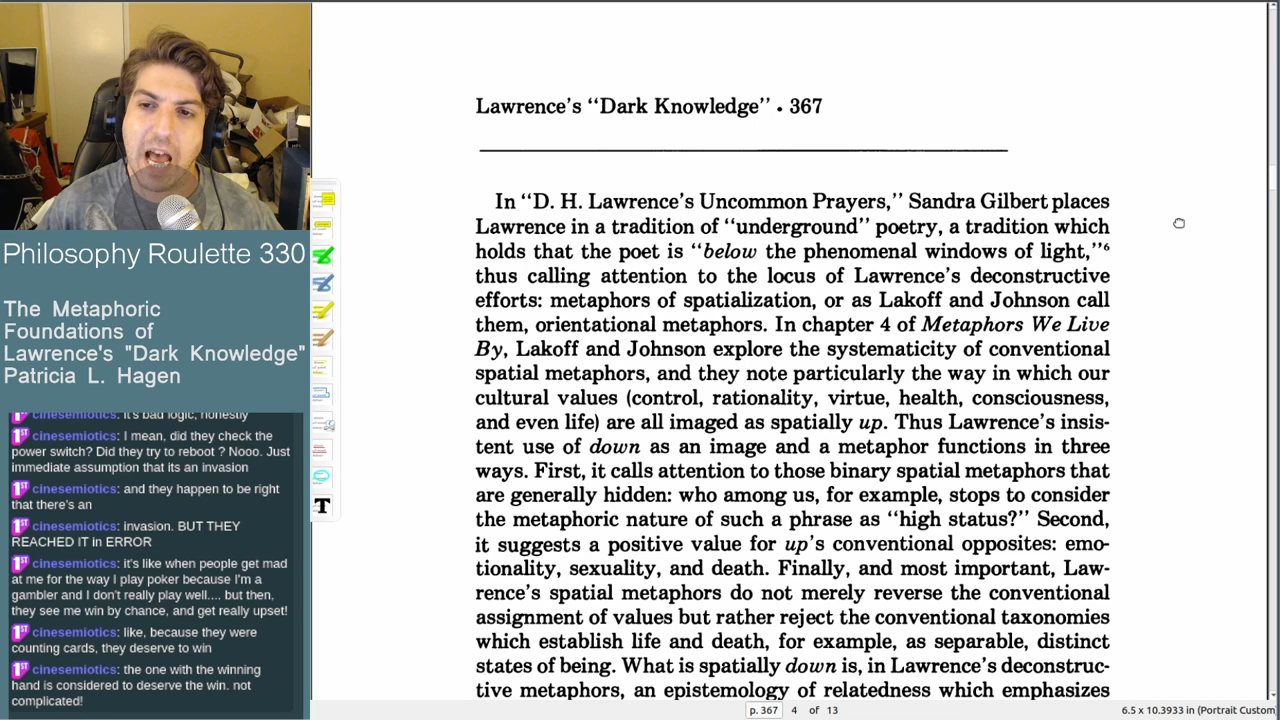 Philosophy Roulette 330
The Metaphoric
Foundations of
Lawrence's "Dark Knowledge"
Patricia L. Hagen
cinesemiotics: it's bad logic, honestly
cinesemiotics: I mean, did they check the
power switch? Did they try to reboot ? Nooo. Just
immediate assumption that its an invasion
cinesemiotics: and they happen to be right
that there's an
cinesemiotics: invasion. BUT THEY
REACHED IT in ERROR
cinesemiotics: it's like when people get mad
at me for the way I play poker because I'm a
gambler and I don't really play well.... but then,
they see me win by chance, and get really upset!
cinesemiotics: like, because they were
counting cards, they deserve to win
cinesemiotics: the one with the winning
hand is considered to deserve the win. not
complicated!
T
Lawrence's "Dark Knowledge" • 367
In "D. H. Lawrence's Uncommon Prayers," Sandra Gilbert places
Lawrence in a tradition of "underground" poetry, a tradition which
holds that the poet is "below the phenomenal windows of light,"6
thus calling attention to the locus of Lawrence's deconstructive
efforts: metaphors of spatialization, or as Lakoff and Johnson call
them, orientational metaphors. In chapter 4 of Metaphors We Live
By, Lakoff and Johnson explore the systematicity of conventional
spatial metaphors, and they note particularly the way in which our
cultural values (control, rationality, virtue, health, consciousness,
and even life) are all imaged as spatially up. Thus Lawrence's insis-
tent use of down as an image and a metaphor functions in three
ways. First, it calls attention to those binary spatial metaphors that
are generally hidden: who among us, for example, stops to consider
the metaphoric nature of such a phrase as "high status?" Second,
it suggests a positive value for up's conventional opposites: emo-
tionality, sexuality, and death. Finally, and most important, Law-
rence's spatial metaphors do not merely reverse the conventional
assignment of values but rather reject the conventional taxonomies
which establish life and death, for example, as separable, distinct
states of being. What is spatially down is, in Lawrence's deconstruc-
tive metaphors, an epistemology of relatedness which emphasizes
p. 367 4 of 13
6.5 x 10.3933 in (Portrait Custom